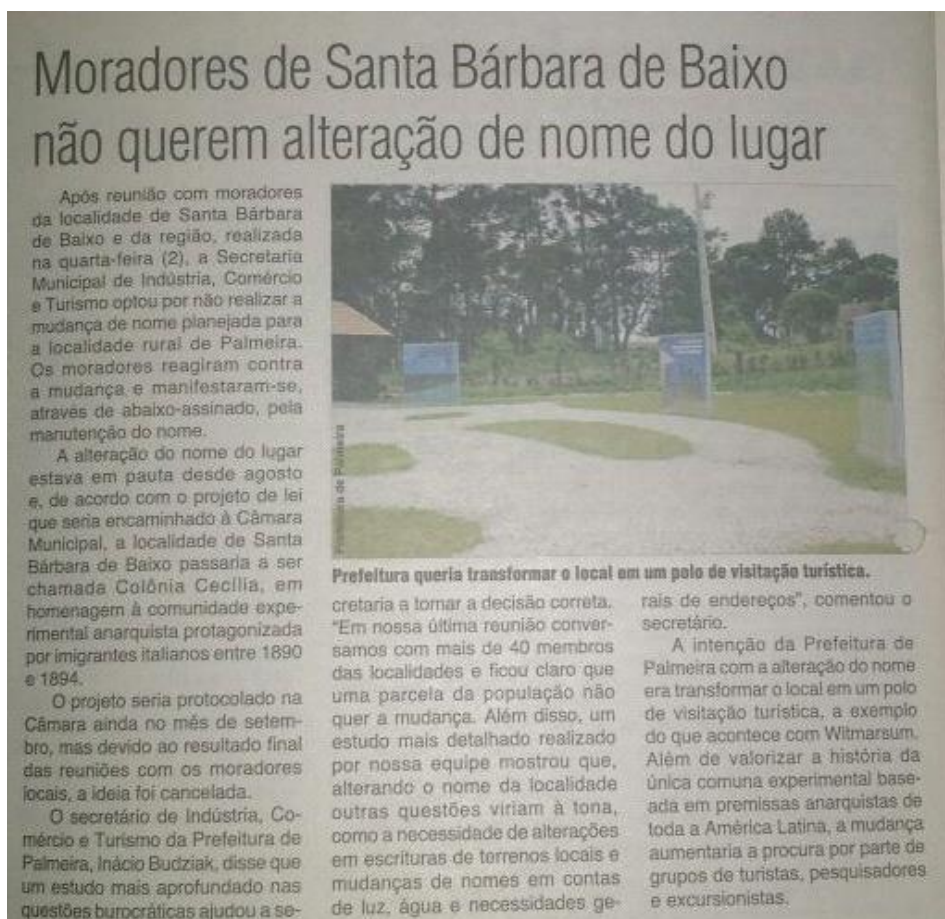 Moradores de Santa Bárbara de Baixo
não querem alteração de nome do lugar
Após reunião com moradores
da localidade de Santa Bárbara
de Baixo e da região, realizada
na quarta-feira (2), a Secretaria
Municipal de Indústria, Comércio
e Turismo optou por não realizar a
mudança de nome planejada para
a localidade rural de Palmeira.
Os moradores reagiram contra
a mudança e manifestaram-se,
através de abaixo-assinado, pela
manutenção do nome.
A alteração do nome do lugar
estava em pauta desde agosto
e, de acordo com o projeto de lei
que seria encaminhado à Câmara
Municipal, a localidade de Santa
Bárbara de Baixo passaria a ser
chamada Colônia Cecília, em
homenagem à comunidade expe-
rimental anarquista protagonizada
por imigrantes italianos entre 1890
e 1894.
O projeto seria protocolado na
Câmara ainda no mês de setem-
bro, mas devido ao resultado final
das reuniões com os moradores
locais, a ideia foi cancelada.
O secretário de Indústria, Co-
mércio e Turismo da Prefeitura de
Palmeira, Inácio Budziak, disse que
um estudo mais aprofundado nas
questões burocráticas ajudou a se-
Prefeitura de Palmeira
Prefeitura queria transformar o local em um polo de visitação turística.
cretaria a tomar a decisão correta.
"Em nossa última reunião conver-
samos com mais de 40 membros
das localidades e ficou claro que
uma parcela da população não
quer a mudança. Além disso, um
estudo mais detalhado realizado
por nossa equipe mostrou que,
alterando o nome da localidade
outras questões viriam à tona,
como a necessidade de alterações
em escrituras de terrenos locais e
mudanças de nomes em contas
de luz, água e necessidades ge-
rais de endereços", comentou o
secretário.
A intenção da Prefeitura de
Palmeira com a alteração do nome
era transformar o local em um polo
de visitação turística, a exemplo
do que acontece com Witmarsum.
Além de valorizar a história da
única comuna experimental base-
ada em premissas anarquistas de
toda a América Latina, a mudança
aumentaria a procura por parte de
grupos de turistas, pesquisadores
e excursionistas.